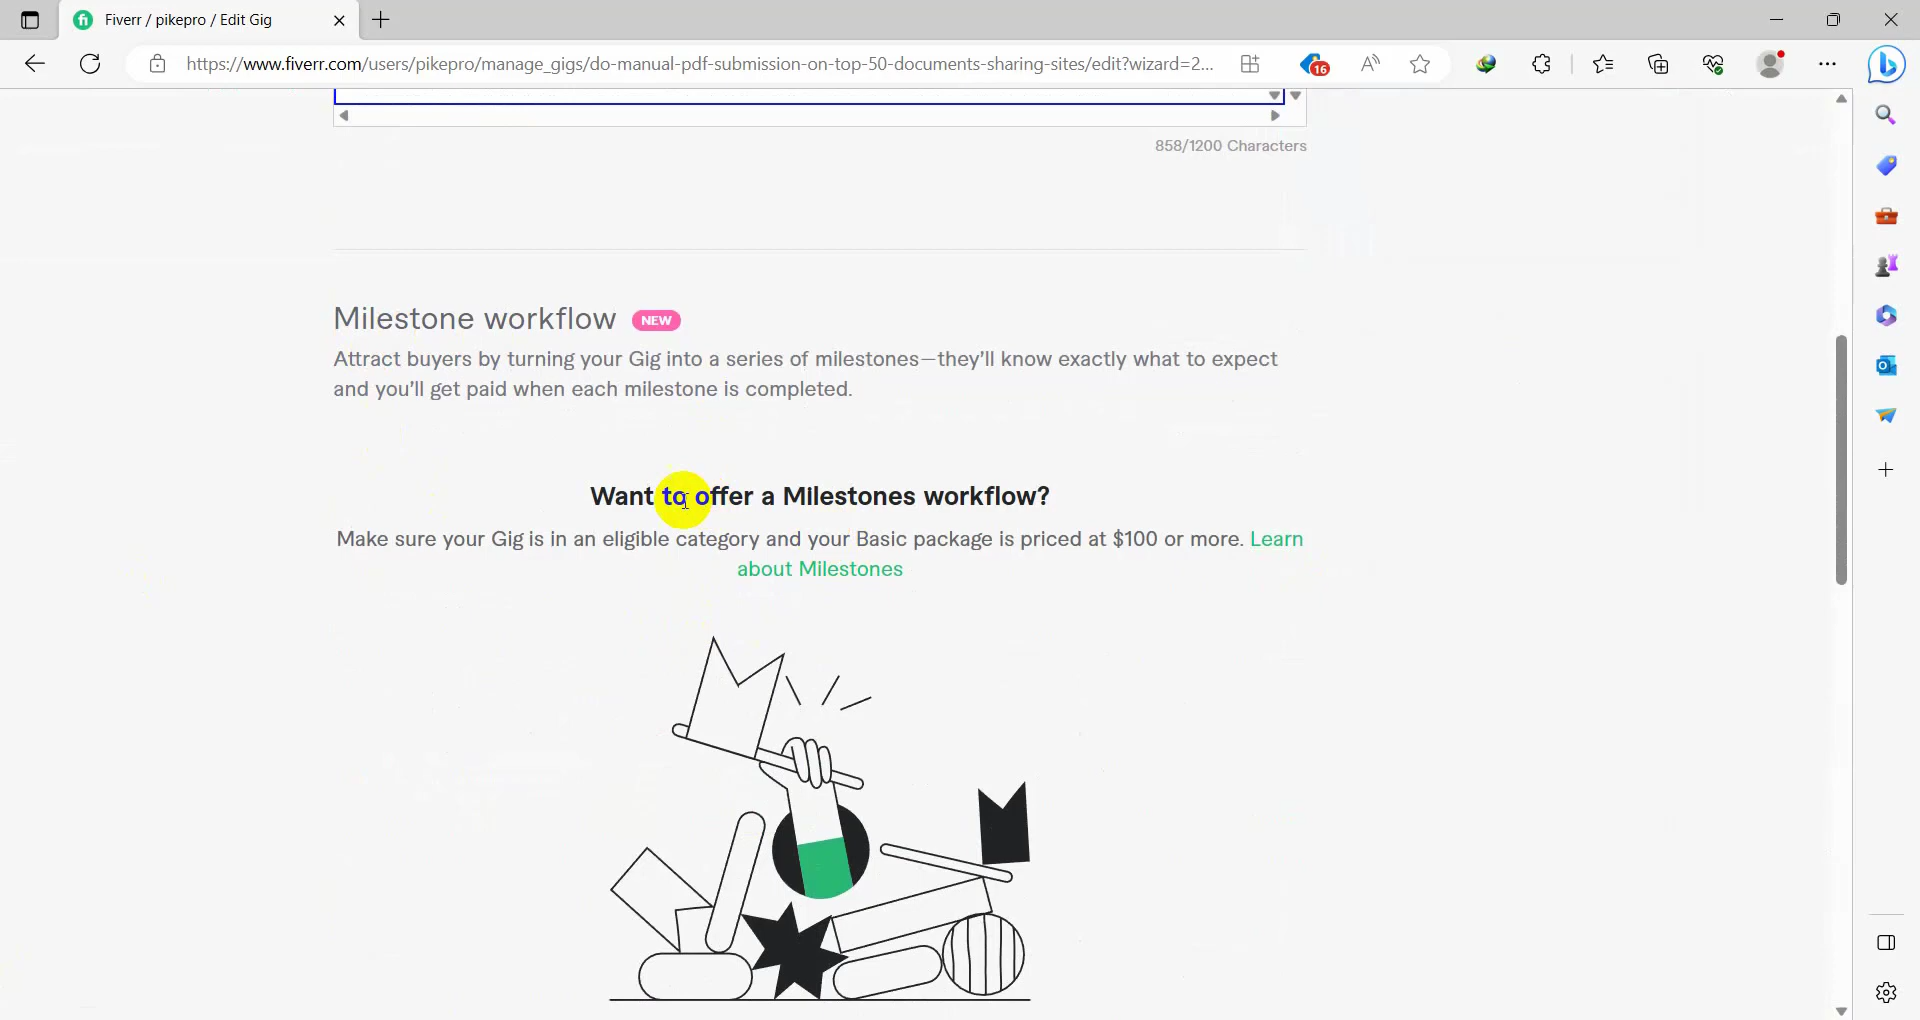 Fiverr / pikepro / Edit Gig
https://www.fiverr.com/users/pikepro/manage_gigs/do-manual-pdf-submission-on-top-50-documents-sharing-sites/edit?wizard=2...
16
858/1200 Characters
Milestone workflow NEW
Attract buyers by turning your Gig into a series of milestones—they'll know exactly what to expect
and you'll get paid when each milestone is completed.
Want to offer a Milestones workflow?
Make sure your Gig is in an eligible category and your Basic package is priced at $100 or more. Learn
about Milestones